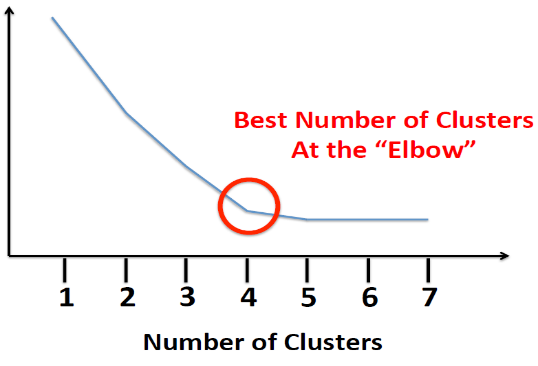 Best Number of Clusters
At the “Elbow”
1 2 3 4 5 6 7
Number of Clusters